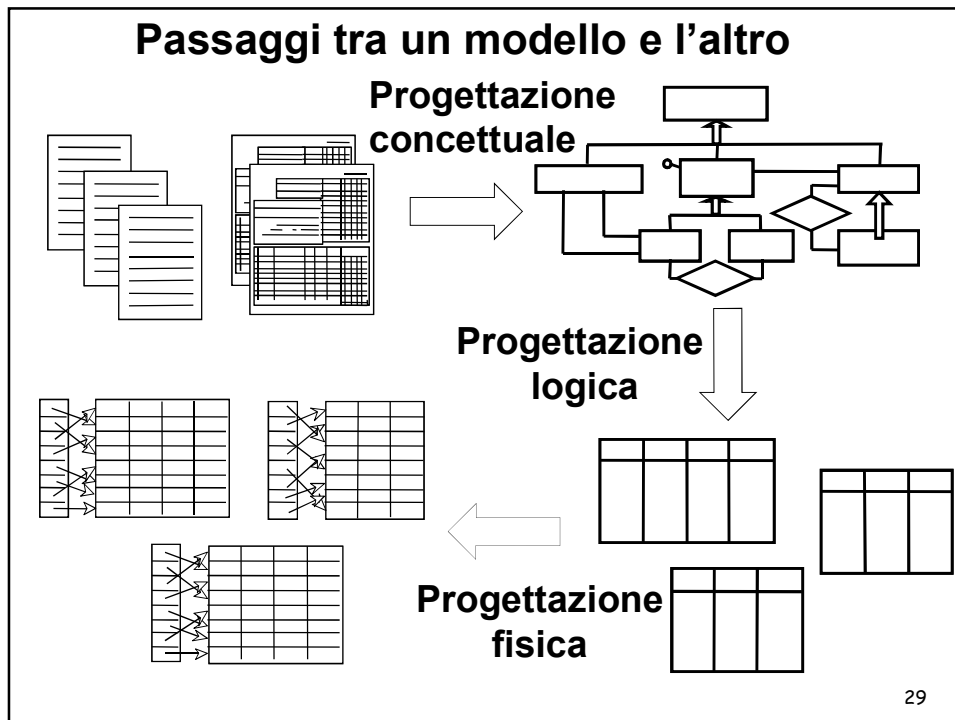 Passaggi tra un modello e l’altro
Progettazione
concettuale
Progettazione
logica
Progettazione
fisica
29